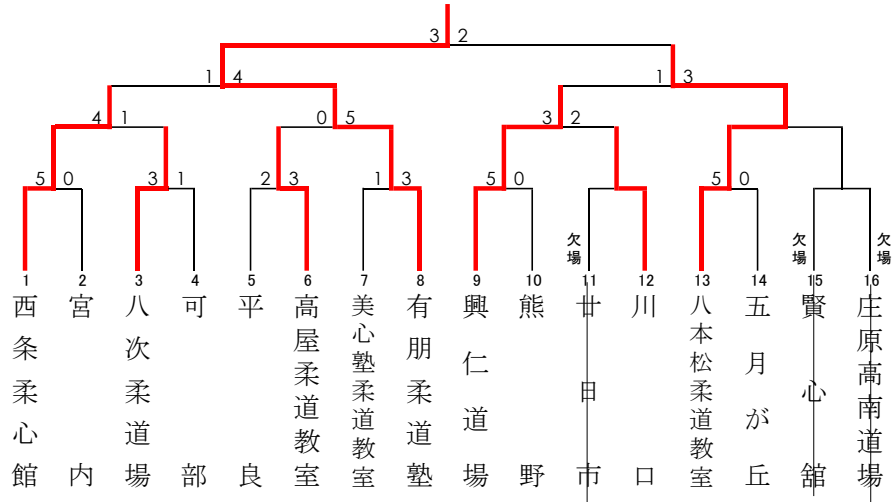 3 2
1 4 1 3
4 1 0 5 3 2
5 0 3 1 2 3 1 3 5 0 5 0
欠場 欠場 欠場
1 2 3 4 5 6 7 8 9 10 11 12 13 14 15 16
西条柔心館
宮内
八次柔道場
可部
平良
高屋柔道教室
美心塾柔道教室
有朋柔道塾
興仁道場
熊野
廿日市
川口
八本松柔道教室
五月が丘
賢心舘
庄原高南道場